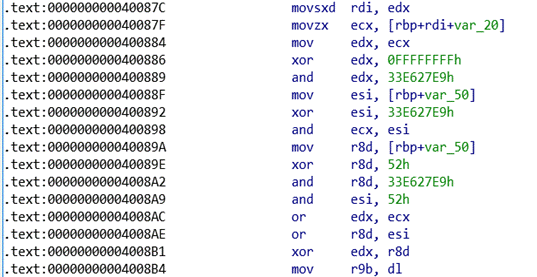 .text:000000000040087C movsxd rdi, edx
.text:000000000040087F movzx ecx, [rbp+rdi+var_20]
.text:0000000000400884 mov edx, ecx
.text:0000000000400886 xor edx, 0FFFFFFFFh
.text:0000000000400889 and edx, 33E627E9h
.text:000000000040088F mov esi, [rbp+var_50]
.text:0000000000400892 xor esi, 33E627E9h
.text:0000000000400898 and ecx, esi
.text:000000000040089A mov r8d, [rbp+var_50]
.text:000000000040089E xor r8d, 52h
.text:00000000004008A2 and r8d, 33E627E9h
.text:00000000004008A9 and esi, 52h
.text:00000000004008AC or edx, ecx
.text:00000000004008AE or r8d, esi
.text:00000000004008B1 xor edx, r8d
.text:00000000004008B4 mov r9b, dl